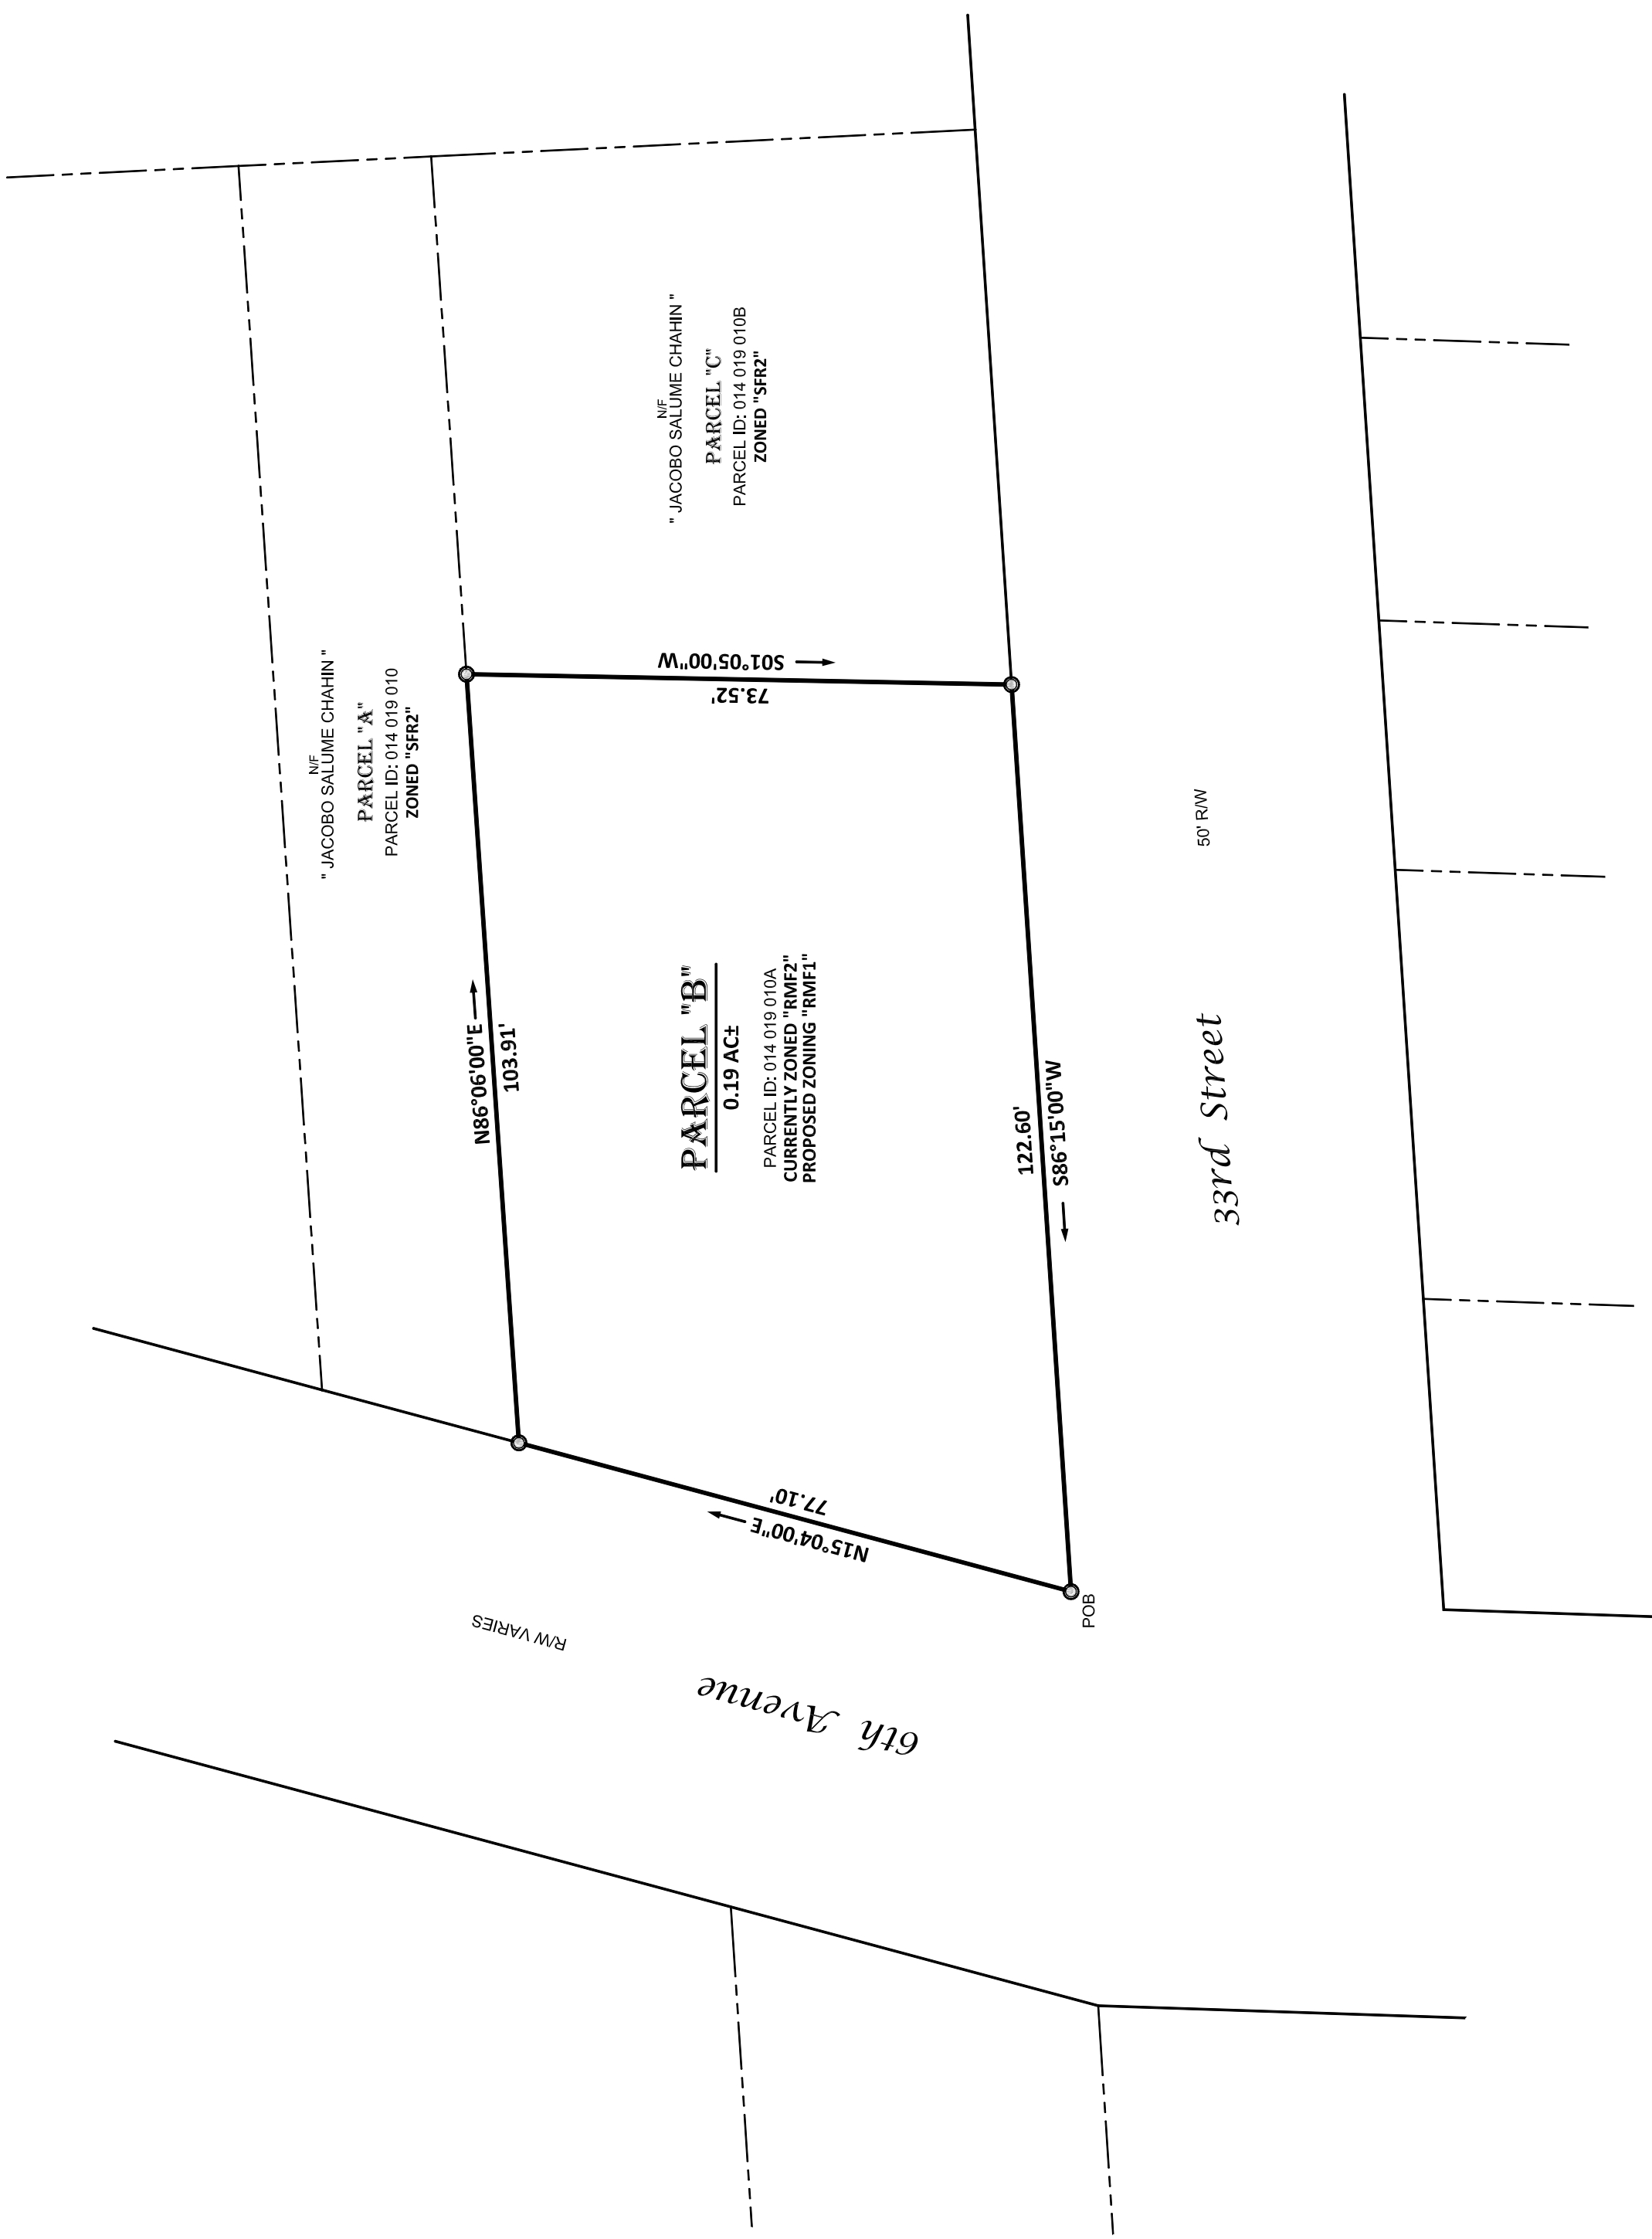 N/F
" JACOBO SALUME CHAHIN "
PARCEL "A"
PARCEL ID: 014 019 010
ZONED "SFR2"
N/F
" JACOBO SALUME CHAHIN "
PARCEL "C"
PARCEL ID: 014 019 010B
ZONED "SFR2"
N86°06'00"E
103.91'
S01°05'00"W
73.52'
PARCEL "B"
0.19 AC±
PARCEL ID: 014 019 010A
CURRENTLY ZONED "RMF2"
PROPOSED ZONING "RMF1"
122.60'
S86°15'00"W
77.10'
N15°04'00"E
POB
50' R/W
33rd Street
R/W VARIES
6th Avenue